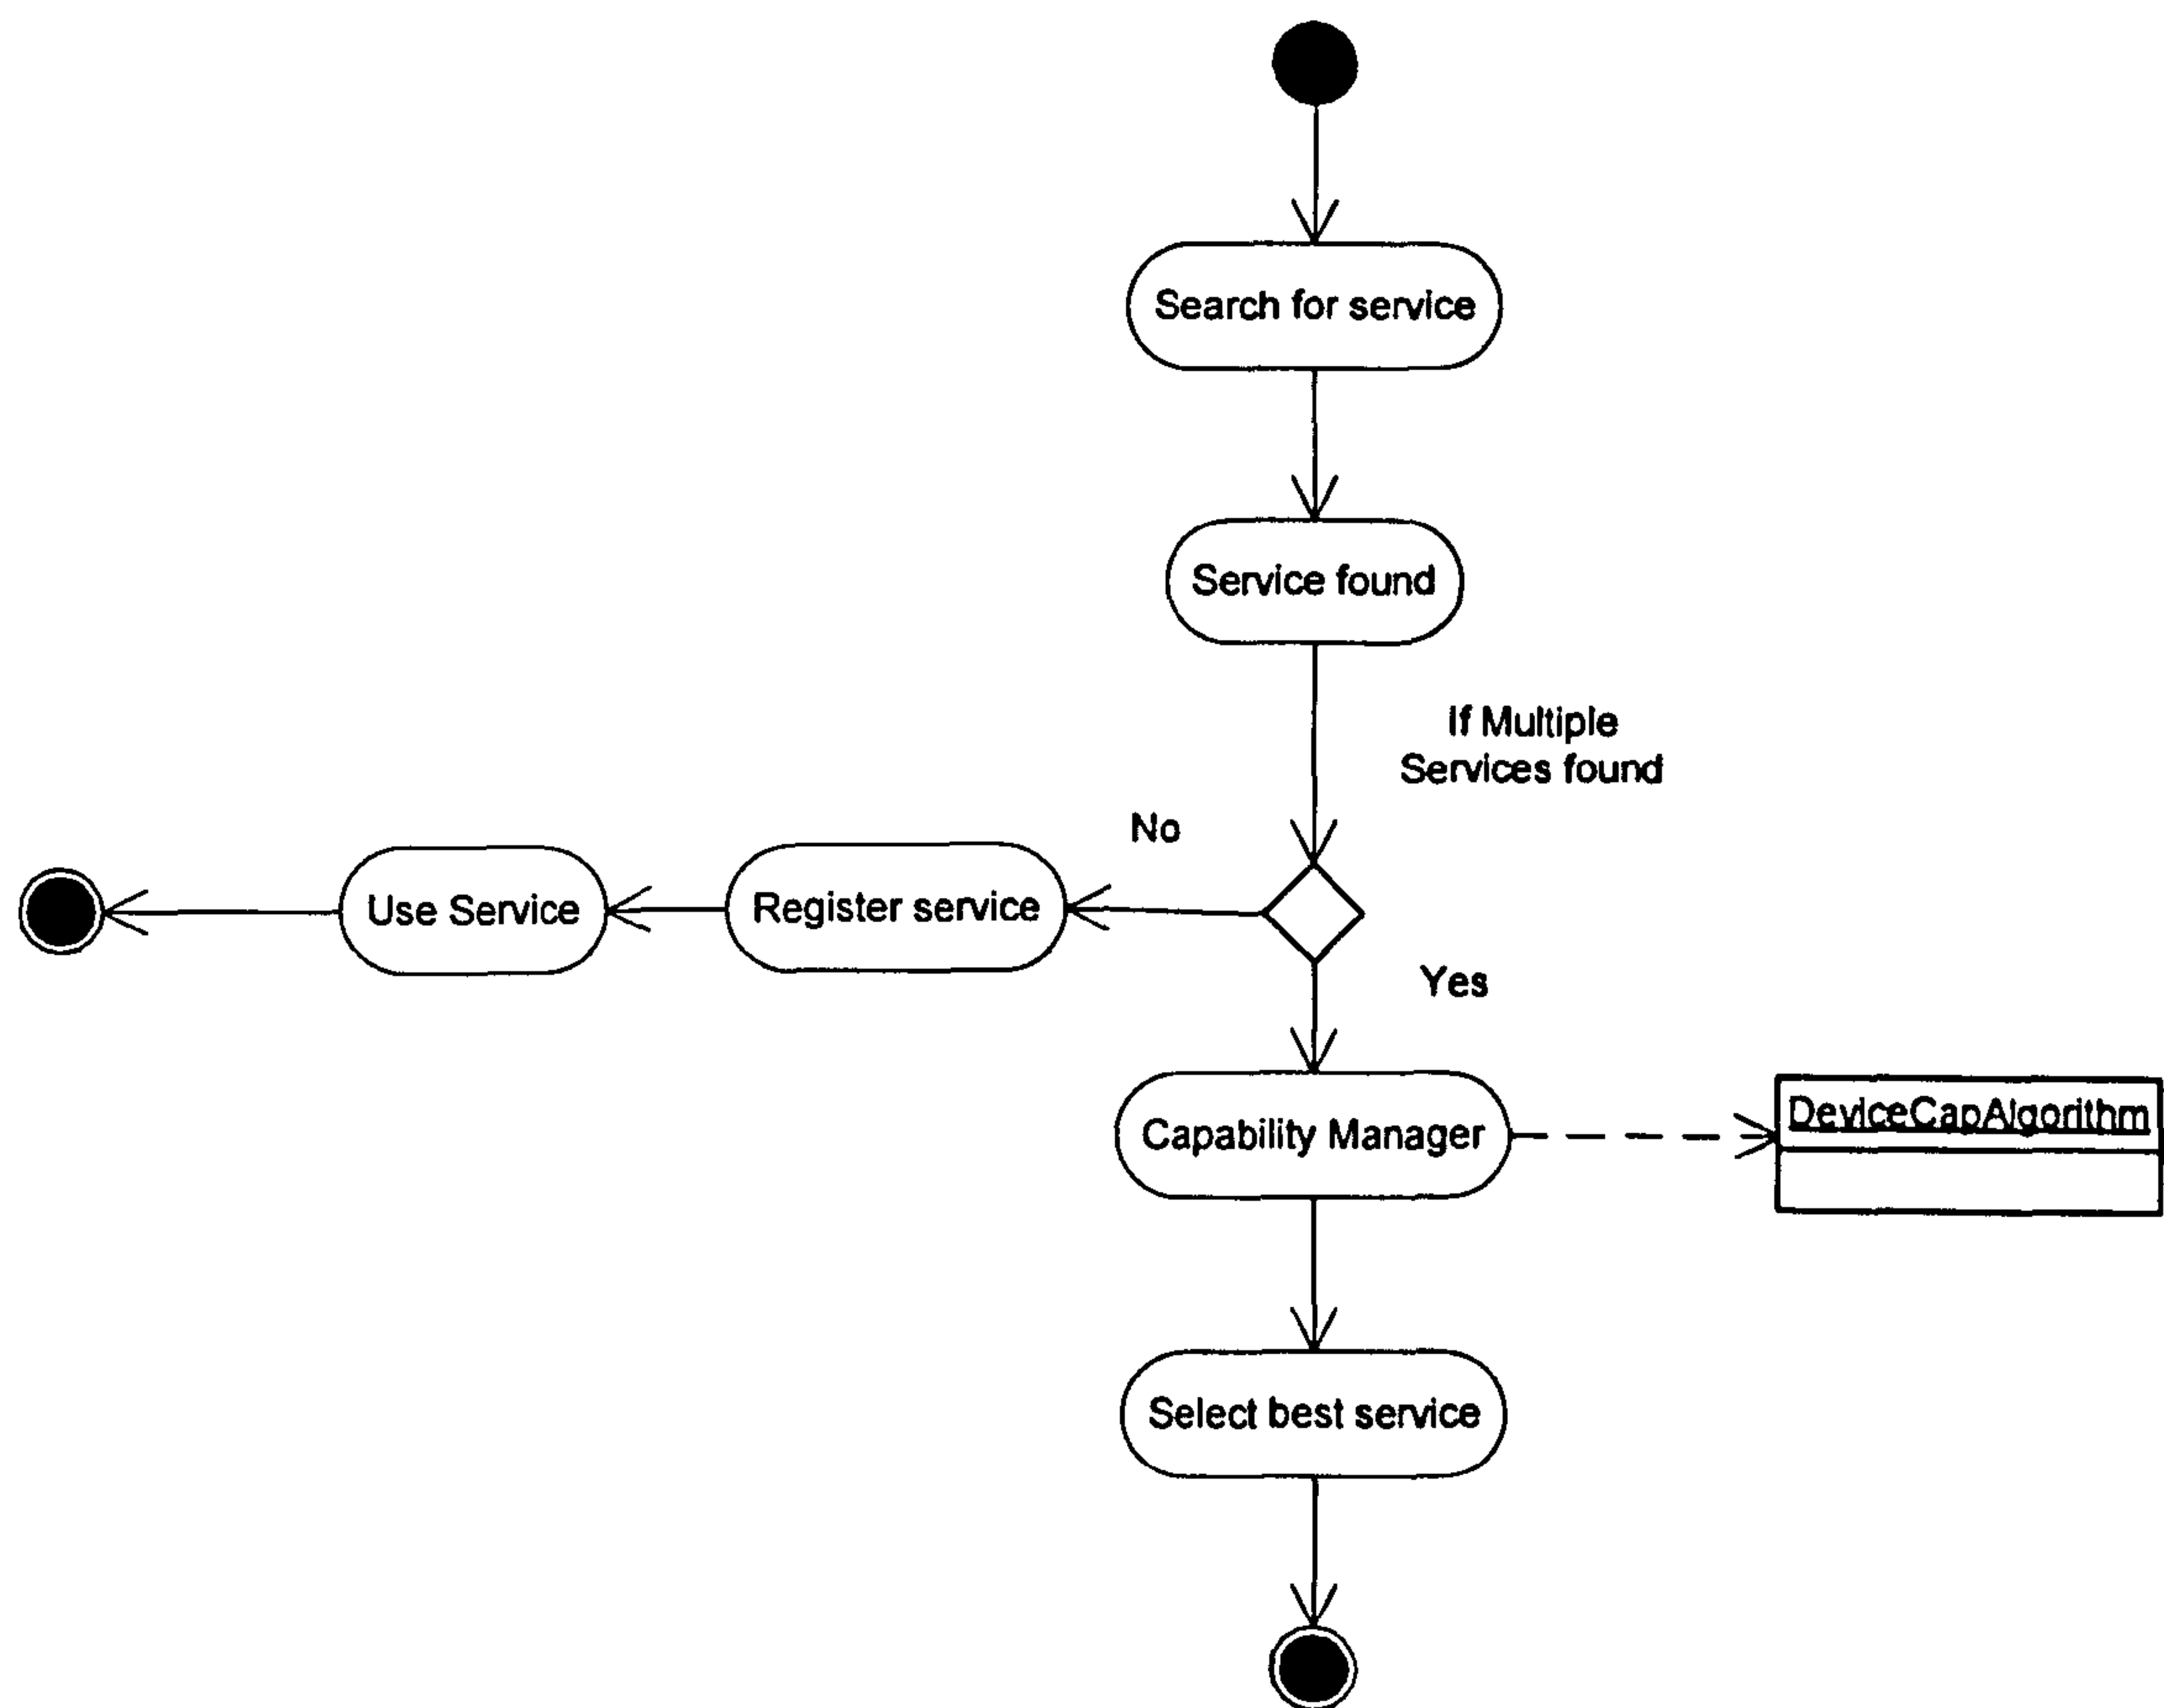 Search for service
Service found
If Multiple
Services found
No
Use Service
Register service
Yes
Capability Manager
DeviceCapAlgorithm
Select best service